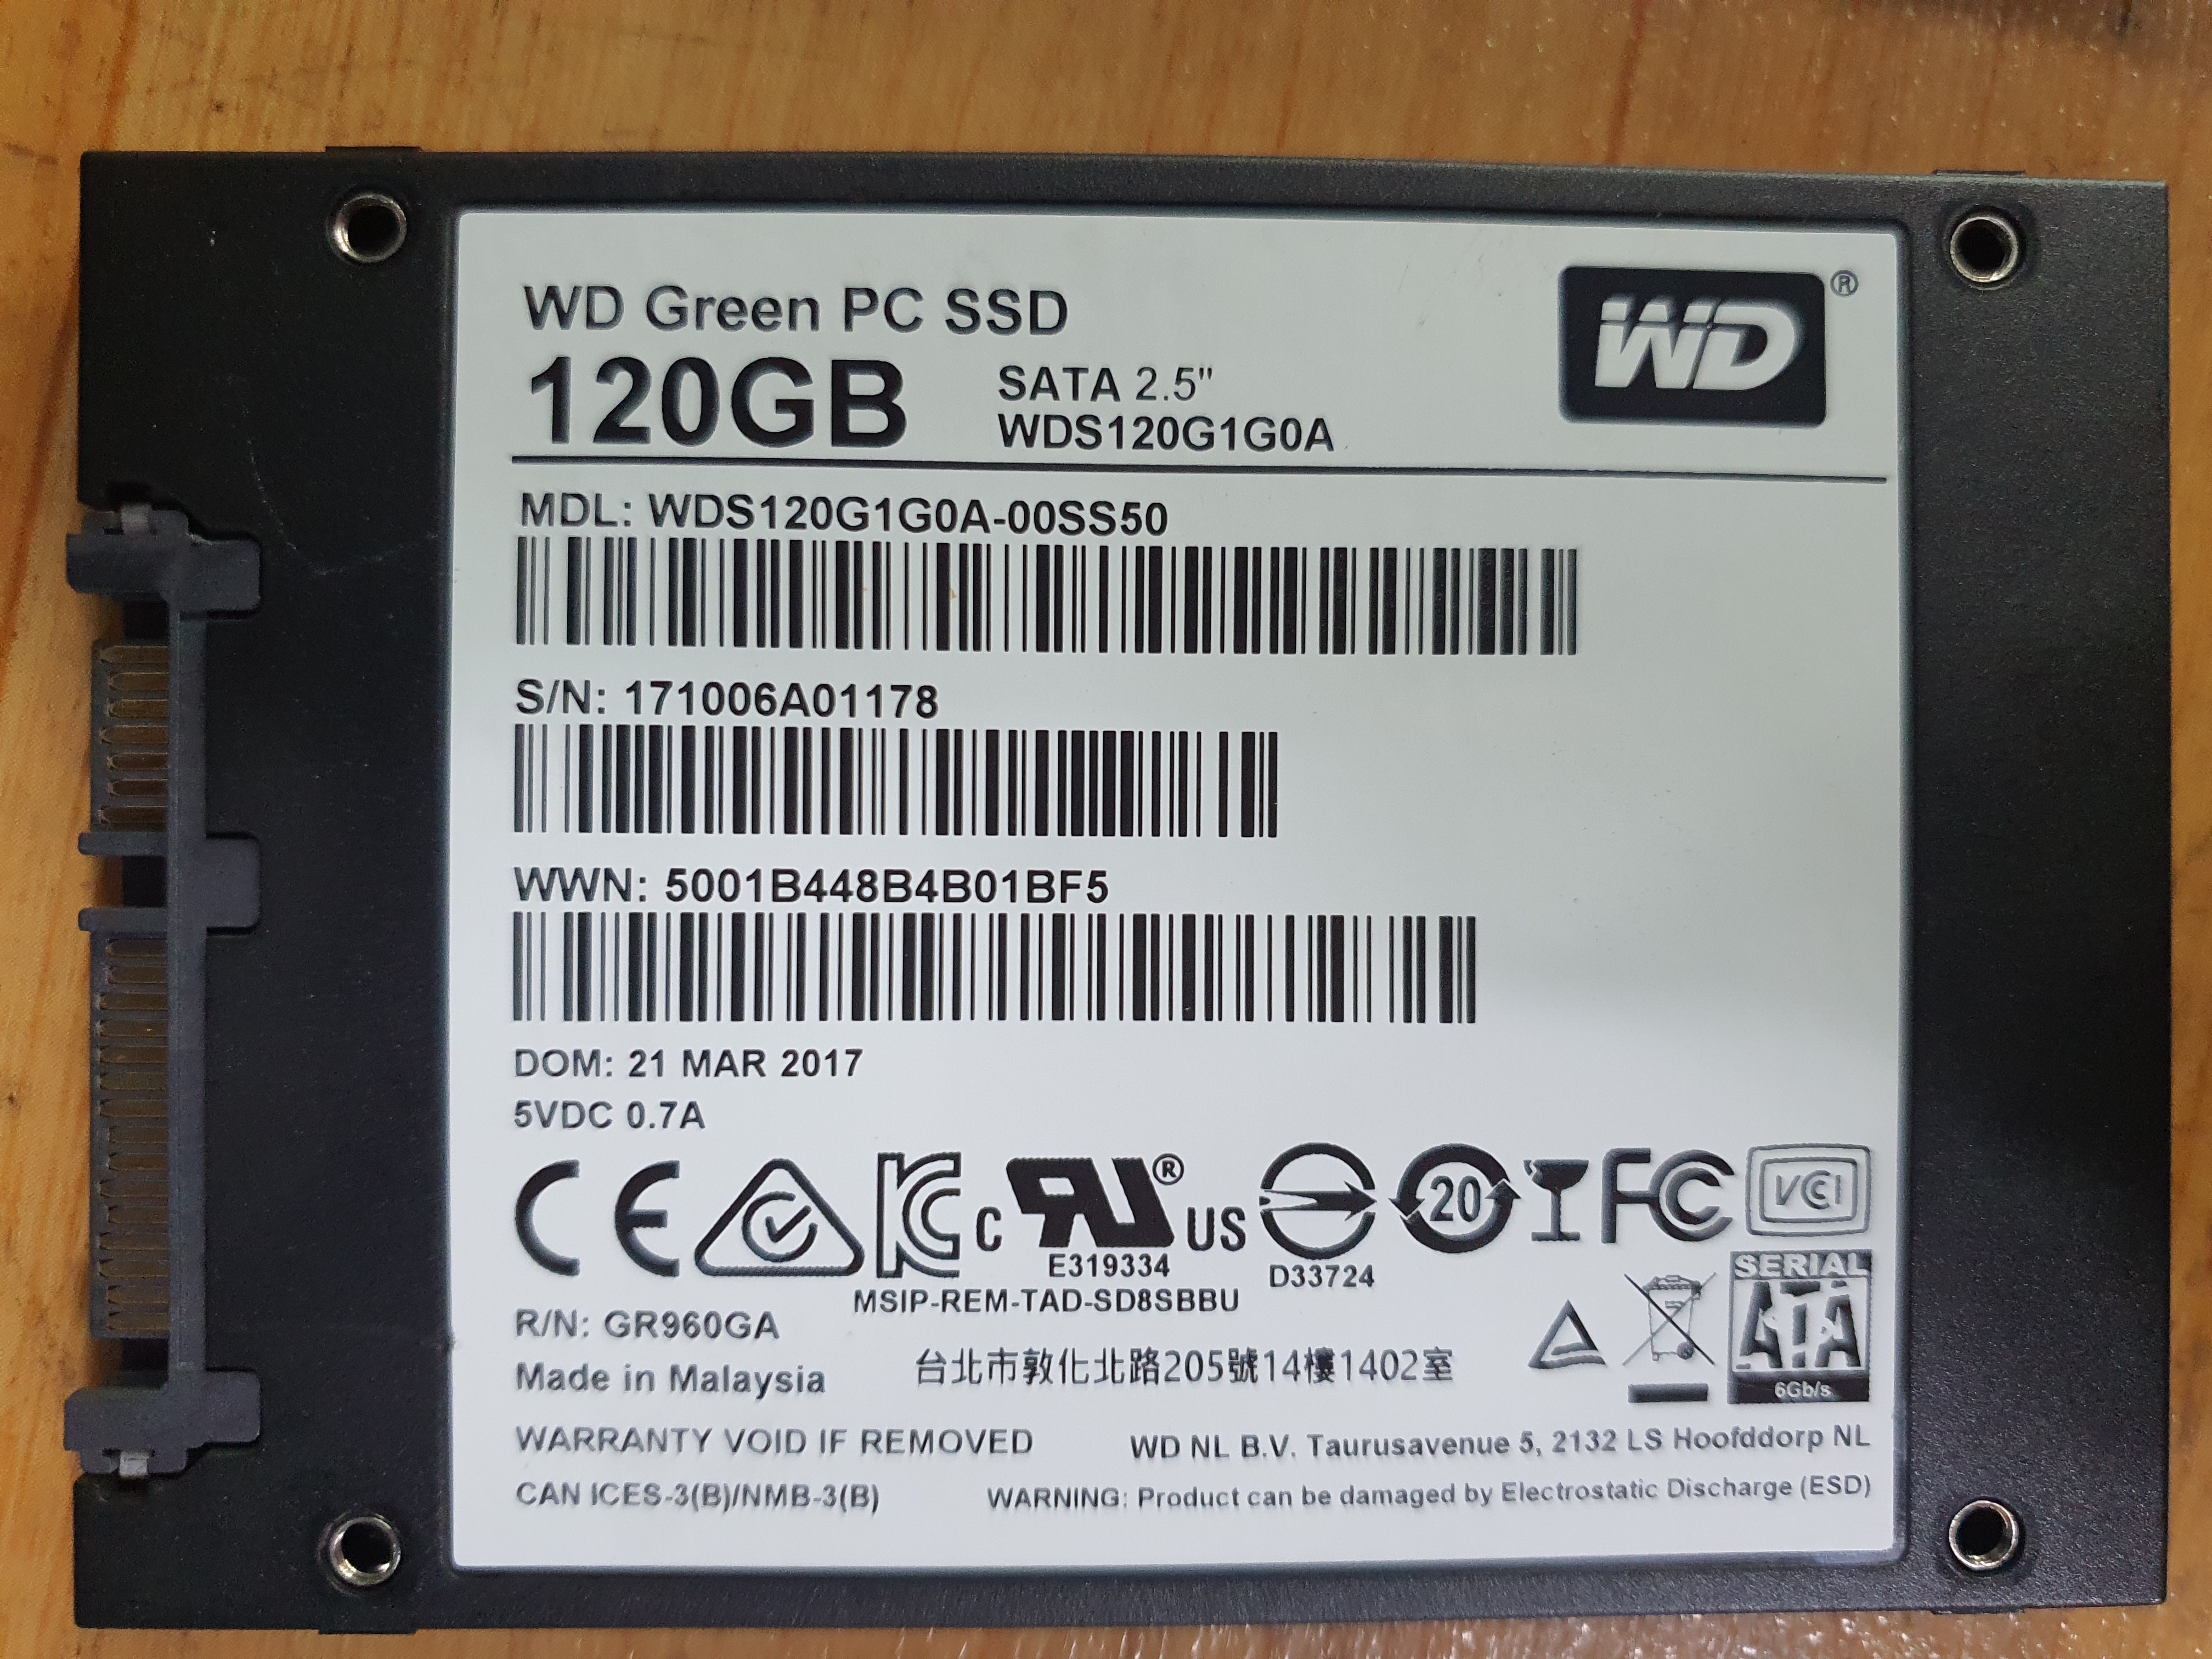 WD Green PC SSD
120GB
SATA 2.5"
WDS120G1G0A
WD®
MDL: WDS120G1G0A-00SS50
S/N: 171006A01178
WWN: 5001B448B4B01BF5
DOM: 21 MAR 2017
5VDC 0.7A
CE
KC
c RU® US
E319334
D33724
20
FC
VCI
MSIP-REM-TAD-SD8SBBU
SERIAL
ATA
6Gb/s
R/N: GR960GA
Made in Malaysia
台北市敦化北路205號14樓1402室
WARRANTY VOID IF REMOVED
WD NL B.V. Taurusavenue 5, 2132 LS Hoofddorp NL
CAN ICES-3(B)/NMB-3(B)
WARNING: Product can be damaged by Electrostatic Discharge (ESD)